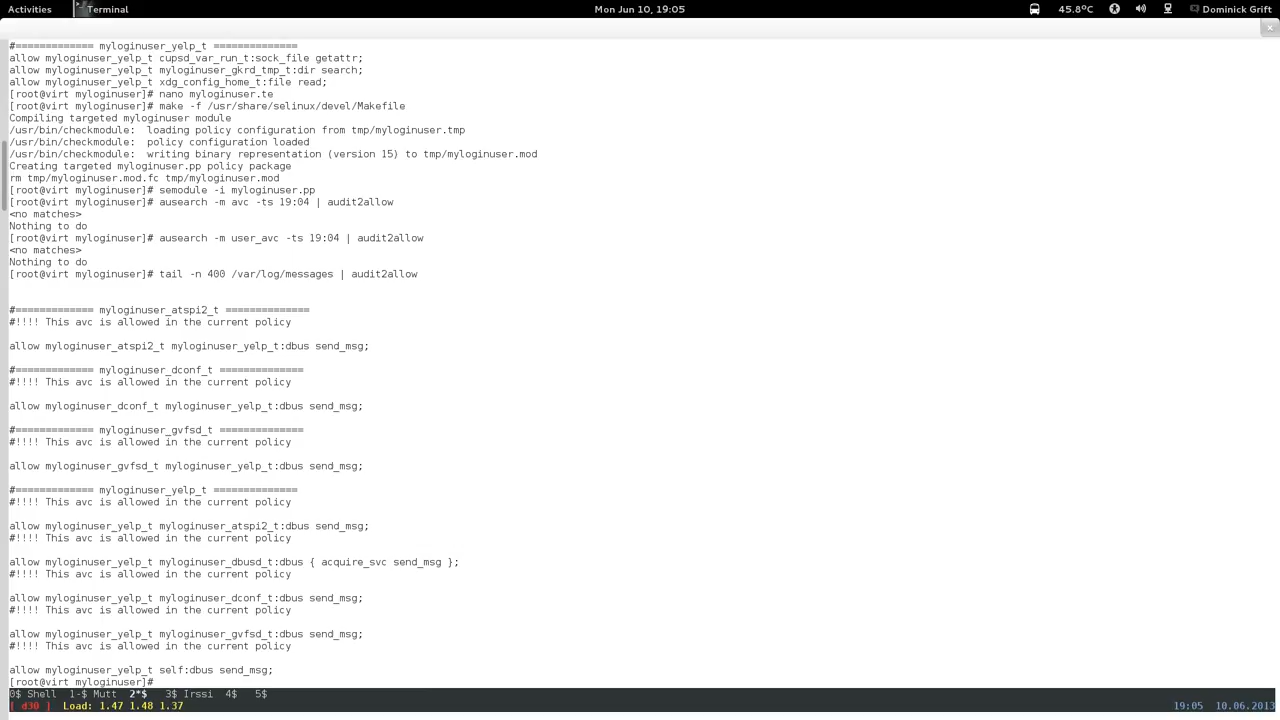 Activities Terminal Mon Jun 10, 19:05 45.8°C Dominick Grift
#============= myloginuser_yelp_t ==============
allow myloginuser_yelp_t cupsd_var_run_t:sock_file getattr;
allow myloginuser_yelp_t myloginuser_gkrd_tmp_t:dir search;
allow myloginuser_yelp_t xdg_config_home_t:file read;
[root@virt myloginuser]# nano myloginuser.te
[root@virt myloginuser]# make -f /usr/share/selinux/devel/Makefile
Compiling targeted myloginuser module
/usr/bin/checkmodule:  loading policy configuration from tmp/myloginuser.tmp
/usr/bin/checkmodule:  policy configuration loaded
/usr/bin/checkmodule:  writing binary representation (version 15) to tmp/myloginuser.mod
Creating targeted myloginuser.pp policy package
rm tmp/myloginuser.mod.fc tmp/myloginuser.mod
[root@virt myloginuser]# semodule -i myloginuser.pp
[root@virt myloginuser]# ausearch -m avc -ts 19:04 | audit2allow
<no matches>
Nothing to do
[root@virt myloginuser]# ausearch -m user_avc -ts 19:04 | audit2allow
<no matches>
Nothing to do
[root@virt myloginuser]# tail -n 400 /var/log/messages | audit2allow
#============= myloginuser_atspi2_t ==============
#!!!! This avc is allowed in the current policy
allow myloginuser_atspi2_t myloginuser_yelp_t:dbus send_msg;
#============= myloginuser_dconf_t ==============
#!!!! This avc is allowed in the current policy
allow myloginuser_dconf_t myloginuser_yelp_t:dbus send_msg;
#============= myloginuser_gvfsd_t ==============
#!!!! This avc is allowed in the current policy
allow myloginuser_gvfsd_t myloginuser_yelp_t:dbus send_msg;
#============= myloginuser_yelp_t ==============
#!!!! This avc is allowed in the current policy
allow myloginuser_yelp_t myloginuser_atspi2_t:dbus send_msg;
#!!!! This avc is allowed in the current policy
allow myloginuser_yelp_t myloginuser_dbusd_t:dbus { acquire_svc send_msg };
#!!!! This avc is allowed in the current policy
allow myloginuser_yelp_t myloginuser_dconf_t:dbus send_msg;
#!!!! This avc is allowed in the current policy
allow myloginuser_yelp_t myloginuser_gvfsd_t:dbus send_msg;
#!!!! This avc is allowed in the current policy
allow myloginuser_yelp_t self:dbus send_msg;
[root@virt myloginuser]#
0$ Shell  1-$ Mutt  2*$  3$ Irssi  4$  5$
[ d30 ]  Load: 1.47 1.48 1.37 19:05 10.06.2013